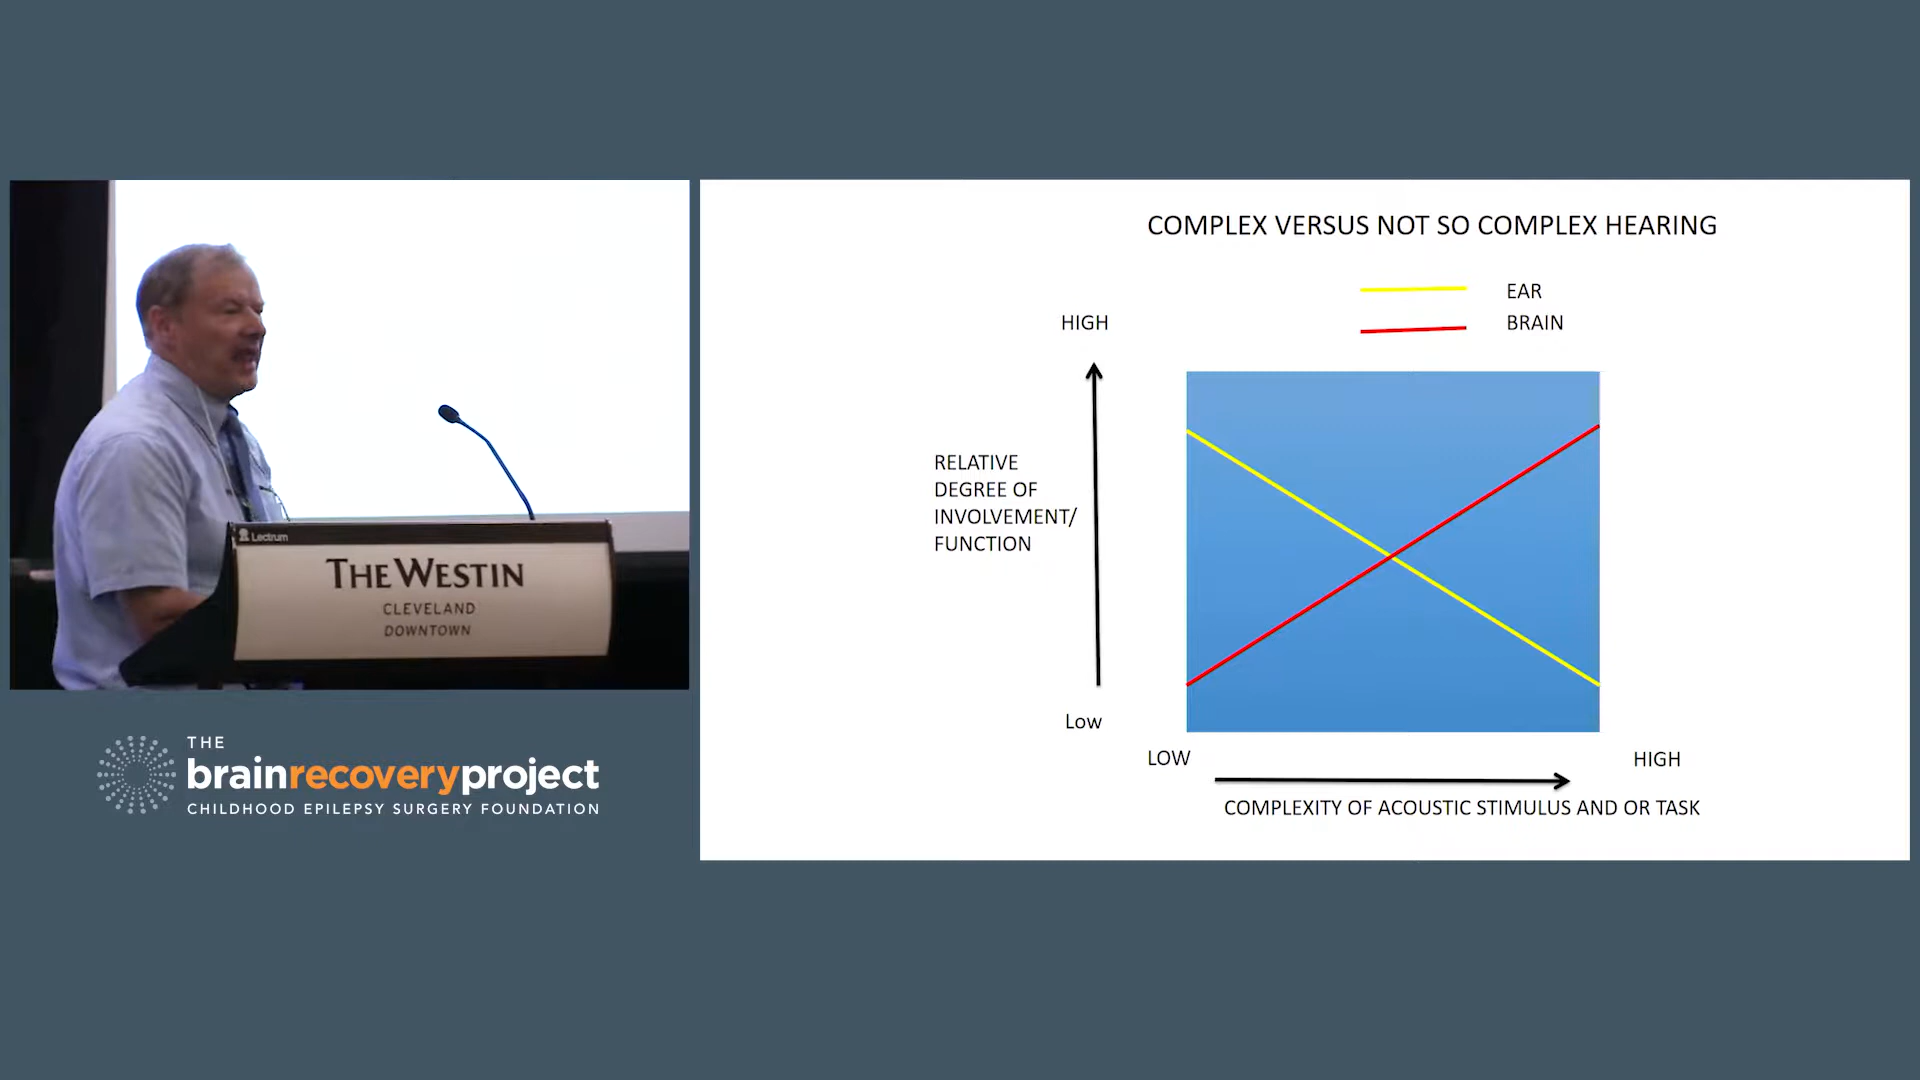 Lectrum
THE WESTIN
CLEVELAND
DOWNTOWN
THE
brainrecoveryproject
CHILDHOOD EPILEPSY SURGERY FOUNDATION
COMPLEX VERSUS NOT SO COMPLEX HEARING
EAR
BRAIN
HIGH
RELATIVE
DEGREE OF
INVOLVEMENT/
FUNCTION
Low
LOW
HIGH
COMPLEXITY OF ACOUSTIC STIMULUS AND OR TASK